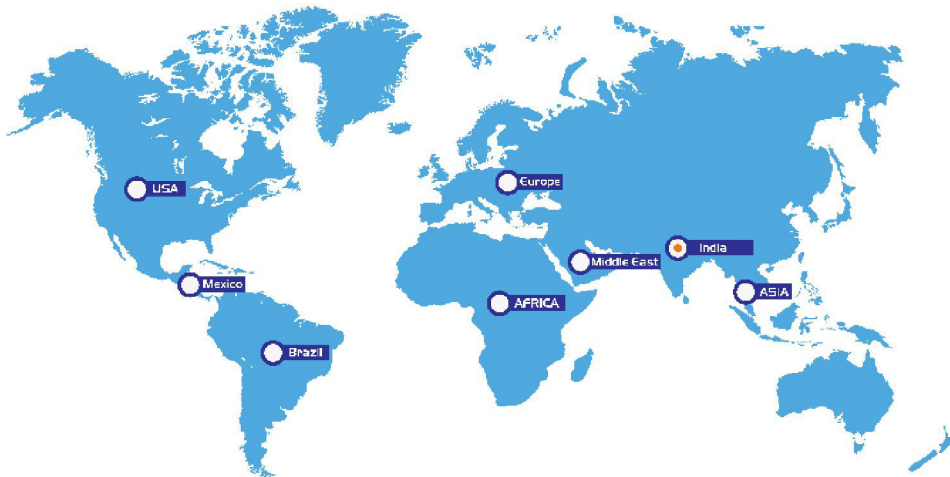 Europe
USA
India
Middle East
Mexico
ASIA
AFRICA
Brazil